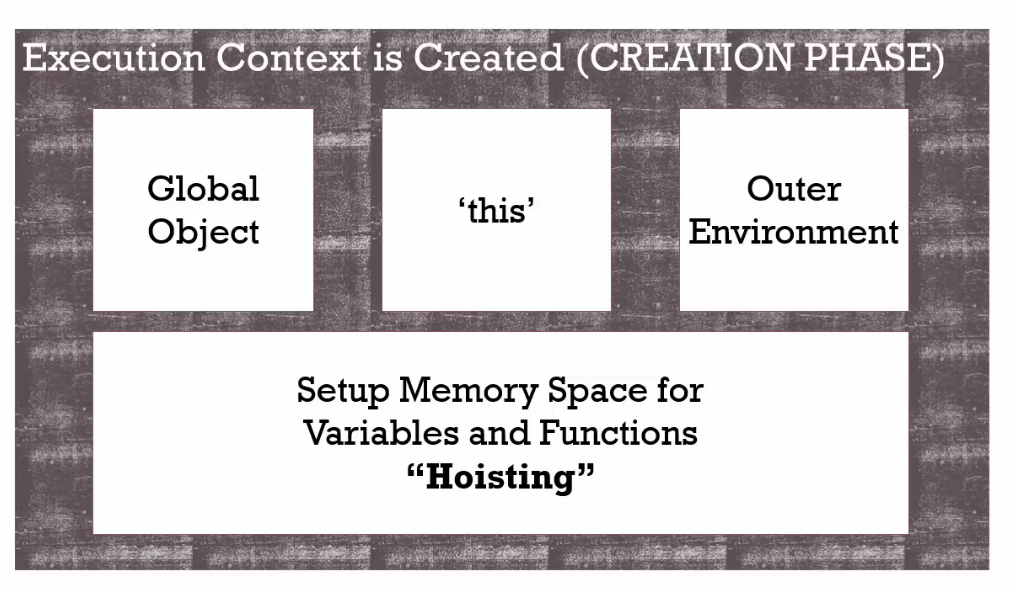 Execution Context is Created (CREATION PHASE)
Global
Object
‘this’
Outer
Environment
Setup Memory Space for
Variables and Functions
“Hoisting”